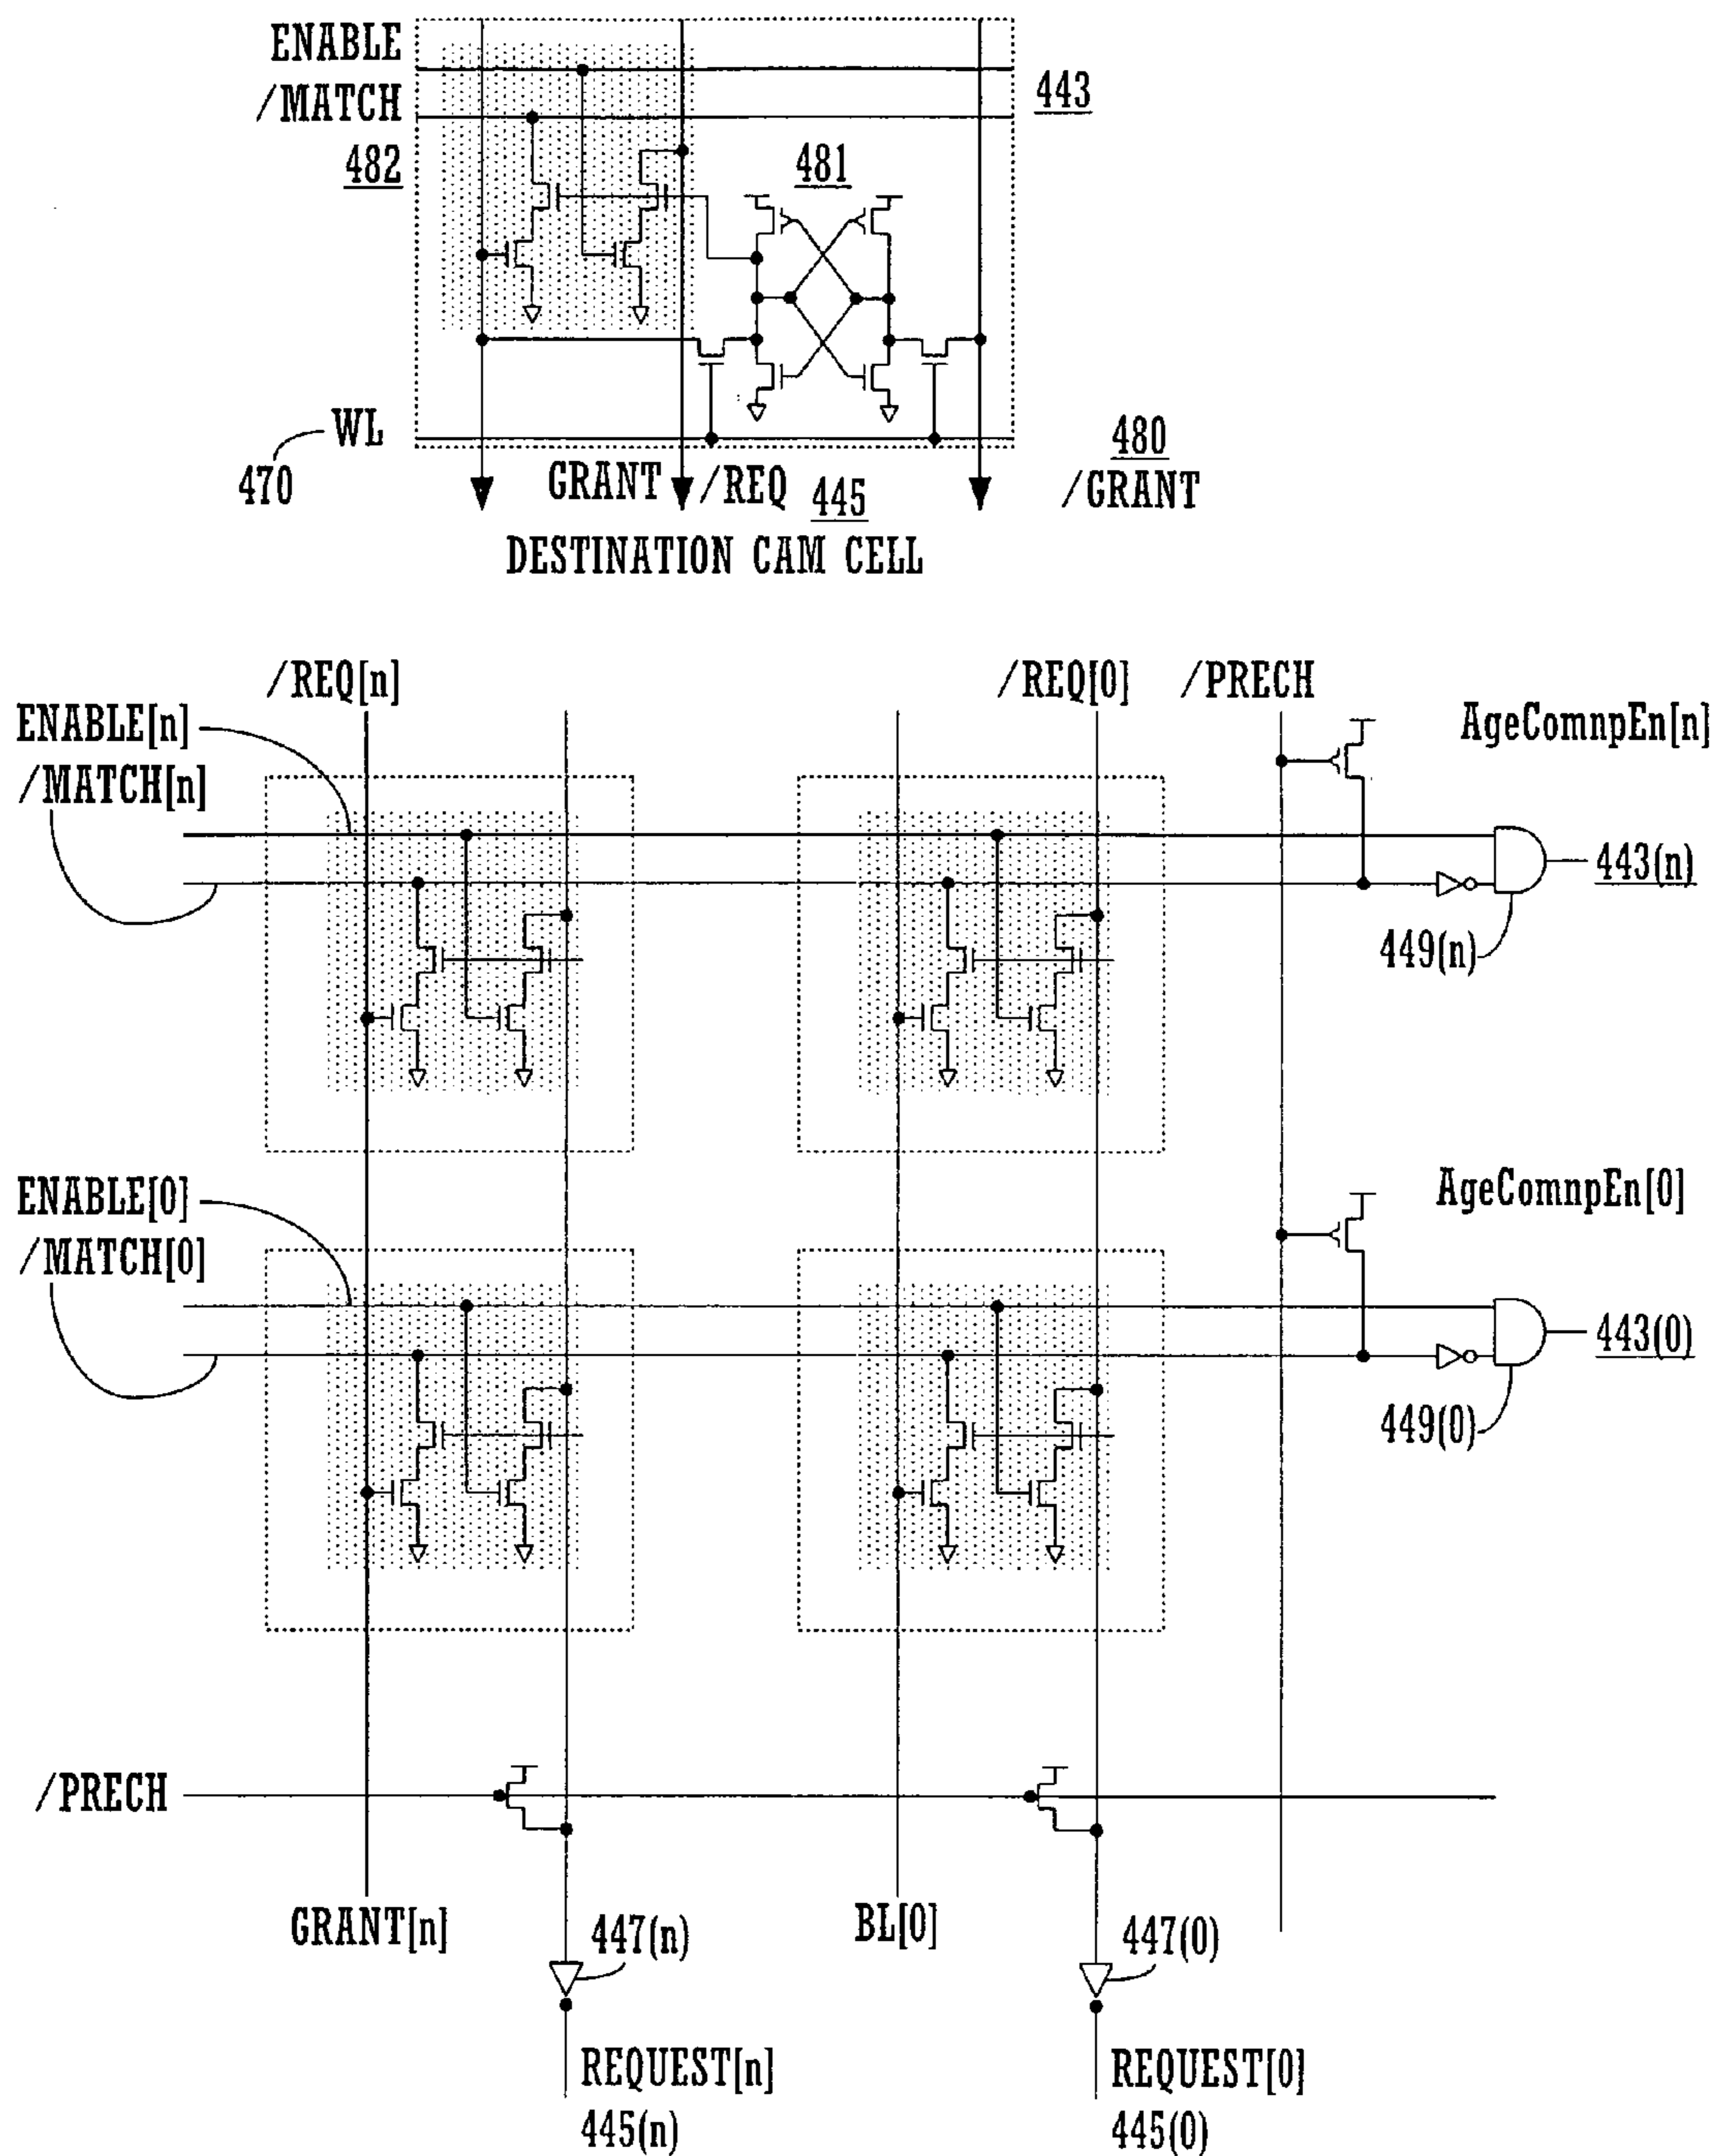 ENABLE
/MATCH
443
482
481
WL
470
GRANT
/REQ
445
480
/GRANT
DESTINATION CAM CELL
/REQ[n]
/REQ[0]
/PRECH
ENABLE[n]
/MATCH[n]
AgeComnpEn[n]
443(n)
449(n)
ENABLE[0]
/MATCH[0]
AgeComnpEn[0]
443(0)
449(0)
/PRECH
GRANT[n]
BL[0]
447(n)
447(0)
REQUEST[n]
445(n)
REQUEST[0]
445(0)